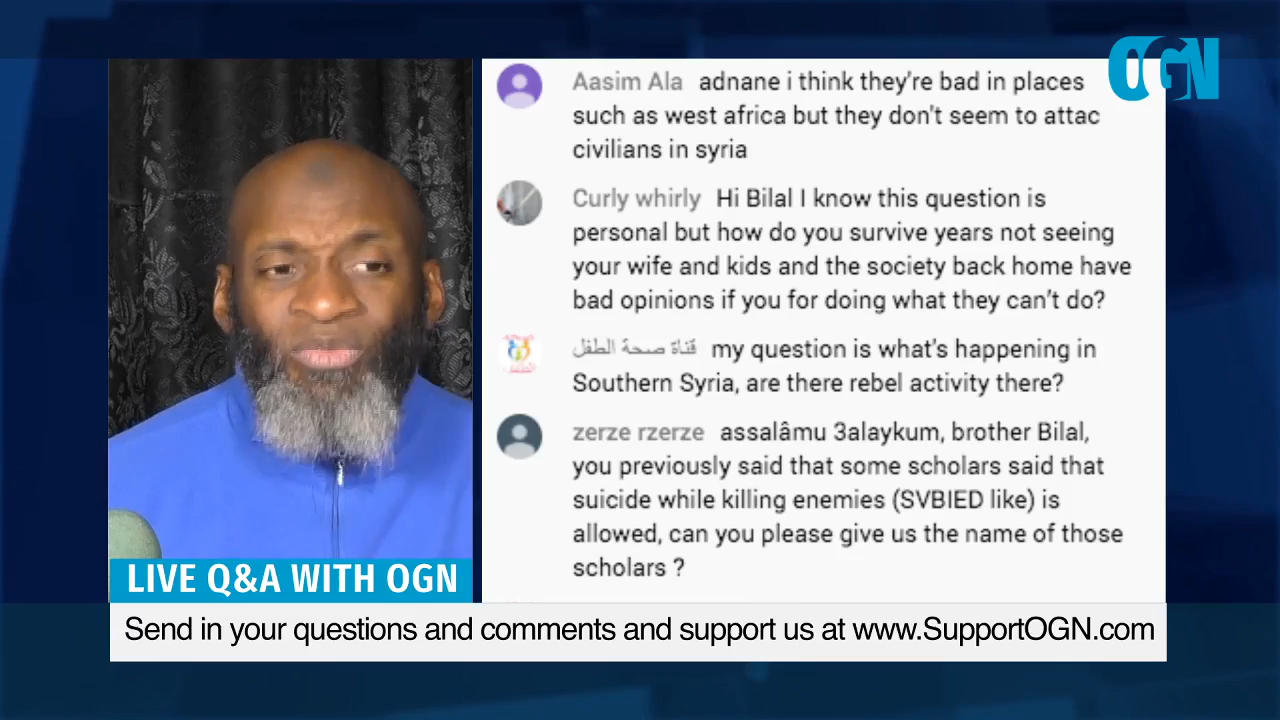 OGN
Aasim Ala adnane i think they're bad in places
such as west africa but they don't seem to attac
civilians in syria
Curly whirly Hi Bilal I know this question is
personal but how do you survive years not seeing
your wife and kids and the society back home have
bad opinions if you for doing what they can't do?
قناة صحة الطفل my question is what's happening in
Southern Syria, are there rebel activity there?
zerze rzerze assalâmu 3alaykum, brother Bilal,
you previously said that some scholars said that
suicide while killing enemies (SVBIED like) is
allowed, can you please give us the name of those
scholars ?
LIVE Q&A WITH OGN
Send in your questions and comments and support us at www.SupportOGN.com